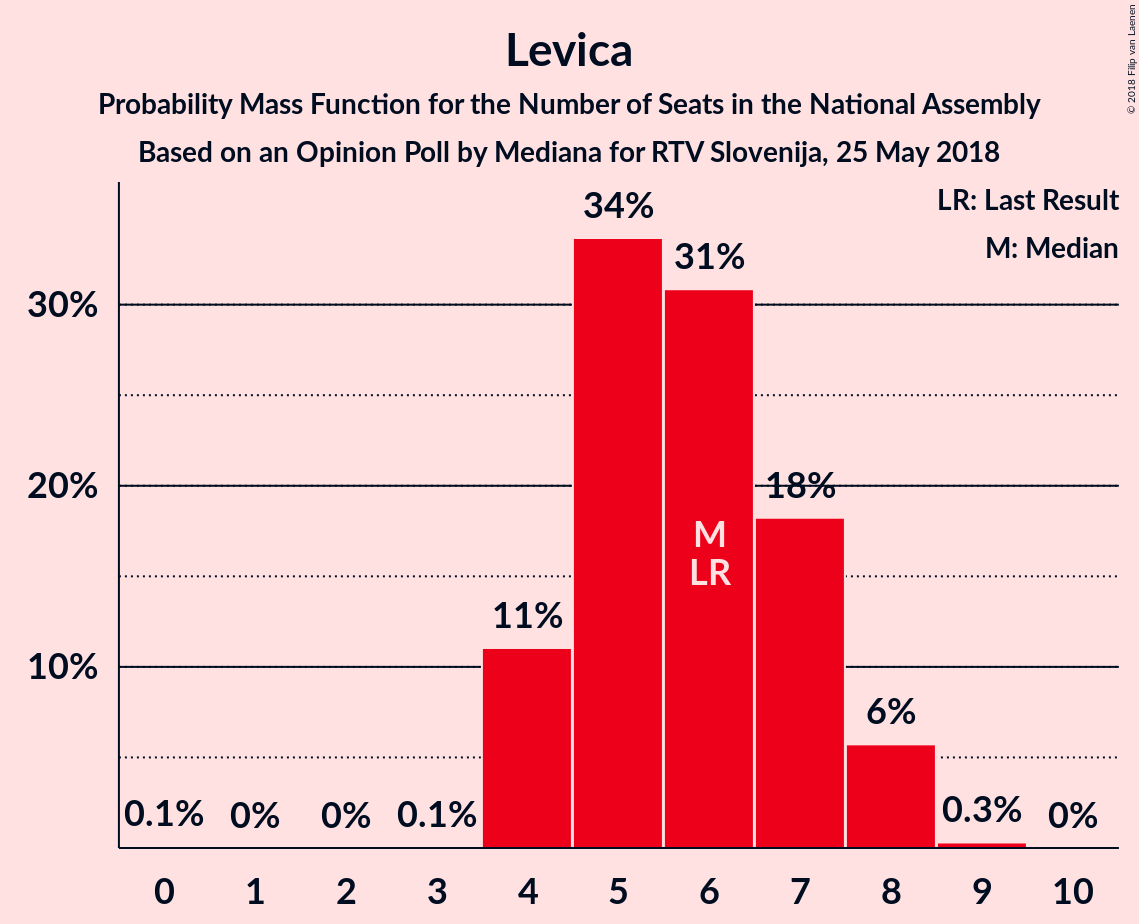 Levica
Probability Mass Function for the Number of Seats in the National Assembly
Based on an Opinion Poll by Mediana for RTV Slovenija, 25 May 2018
© 2018 Filip van Laenen
LR: Last Result
M: Median
34%
31%
30%
20%
18%
M
LR
11%
10%
6%
0.1%
0%
0%
0.1%
0.3%
0%
0 1 2 3 4 5 6 7 8 9 10